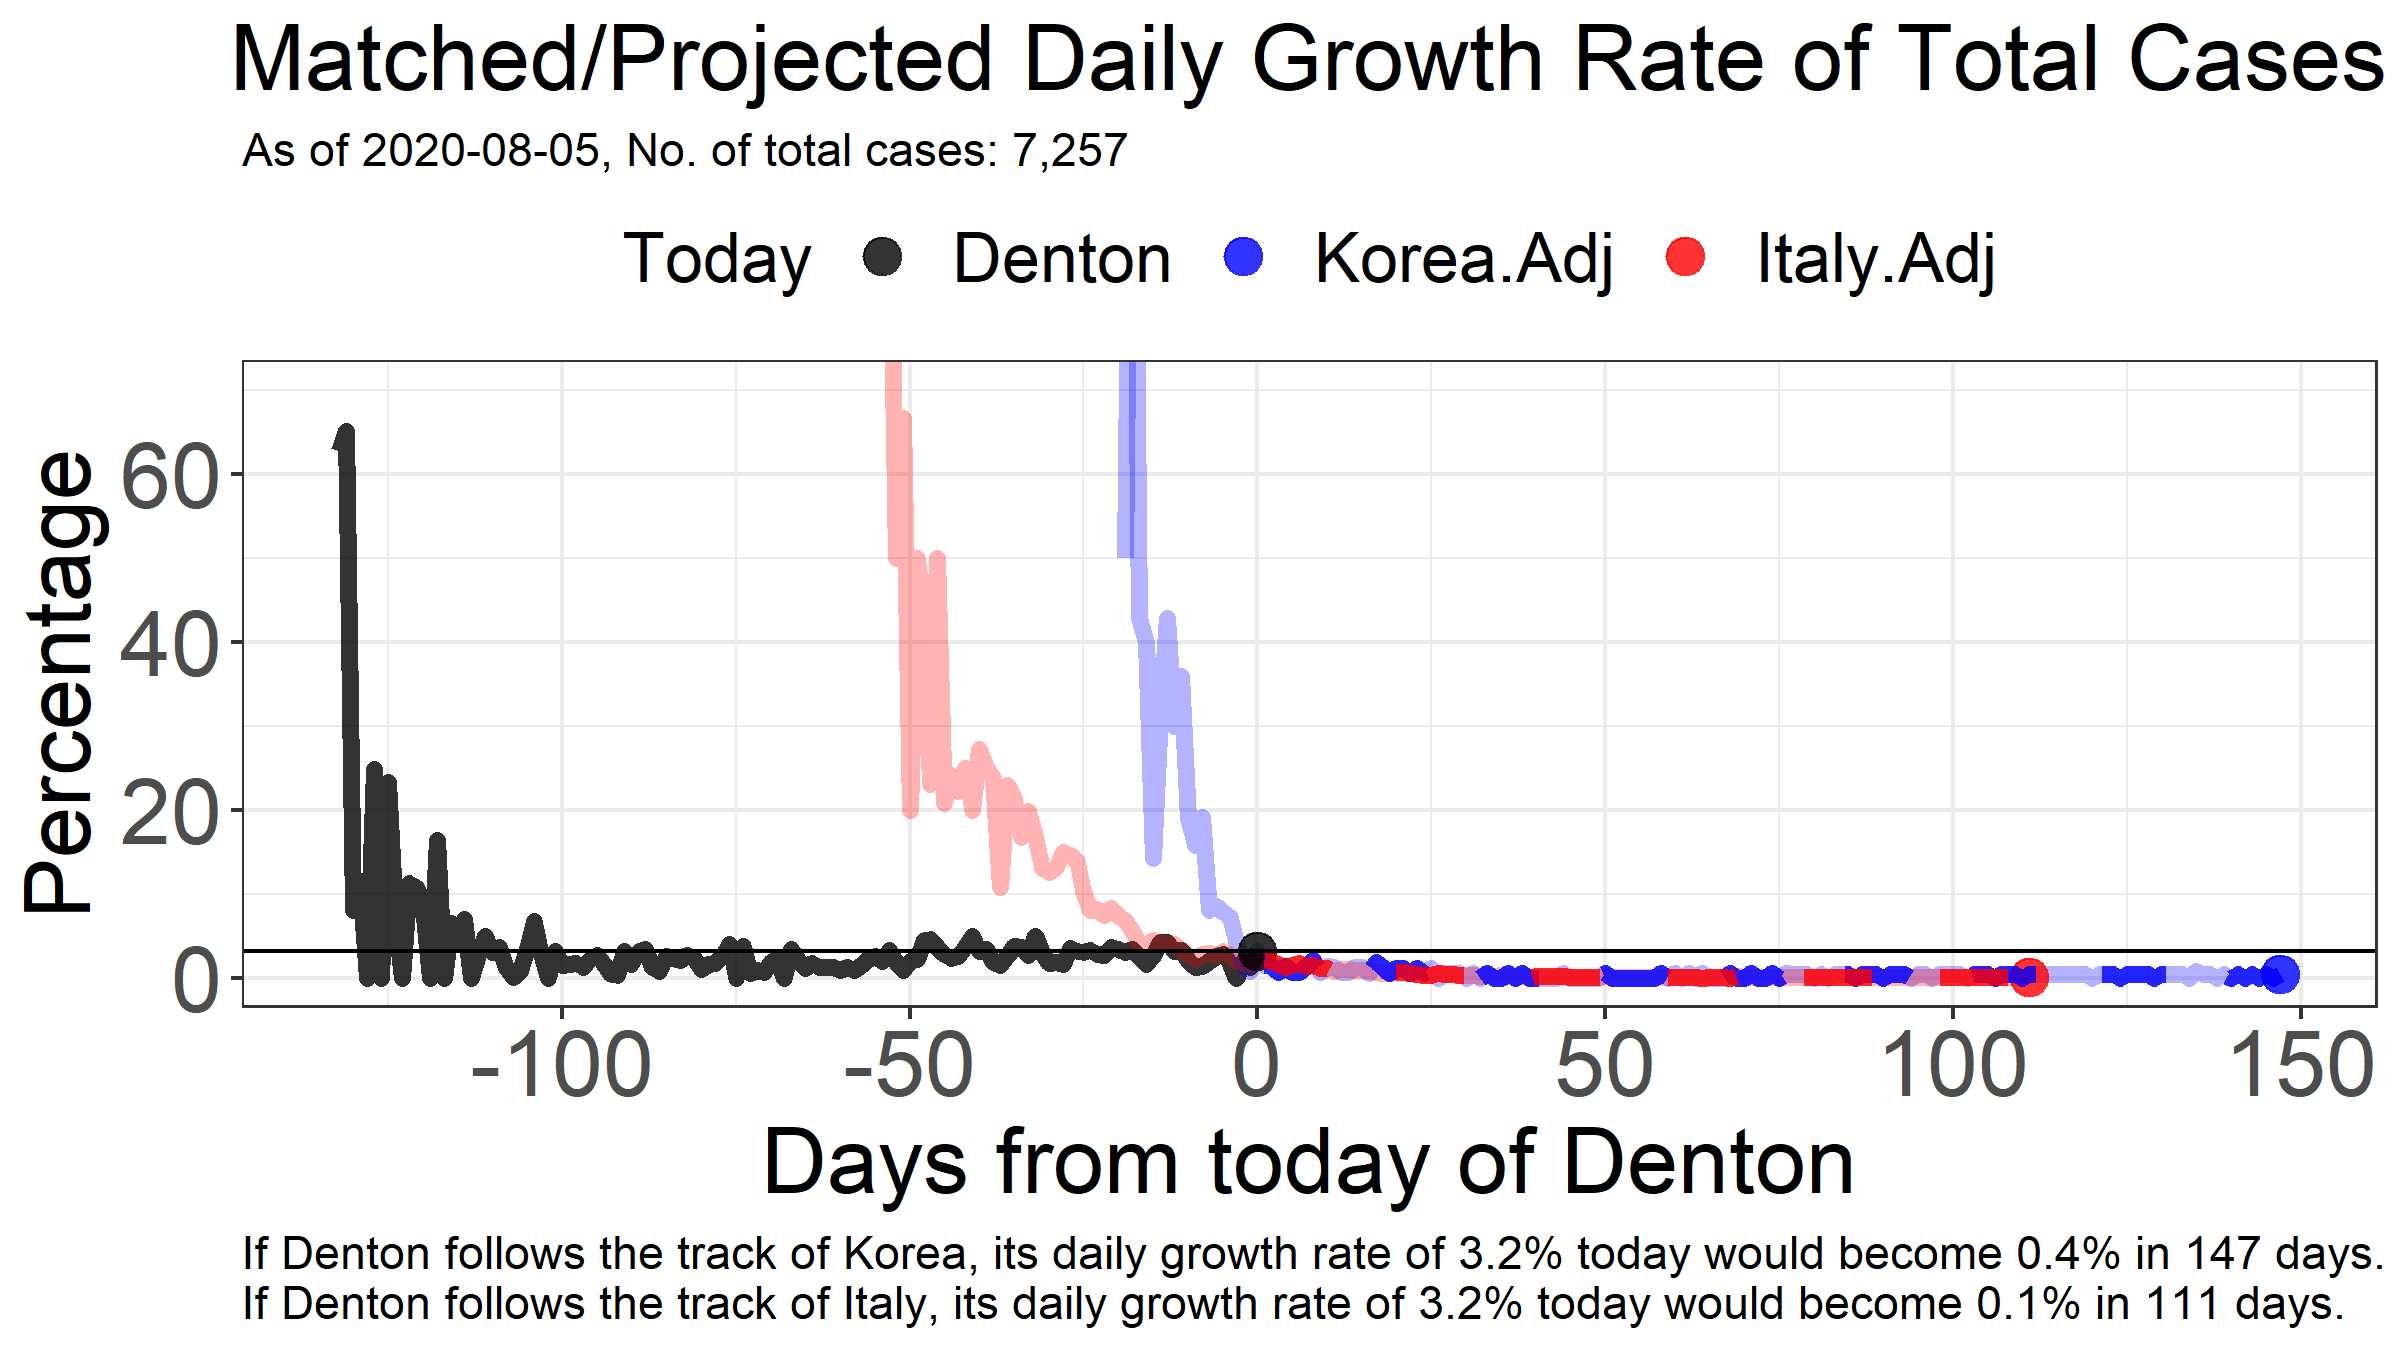 Matched/Projected Daily Growth Rate of Total Cases
As of 2020-08-05, No. of total cases: 7,257
Today Denton Korea.Adj Italy.Adj
Percentage
60
40
20
0
-100 -50 0 50 100 150
Days from today of Denton
If Denton follows the track of Korea, its daily growth rate of 3.2% today would become 0.4% in 147 days.
If Denton follows the track of Italy, its daily growth rate of 3.2% today would become 0.1% in 111 days.